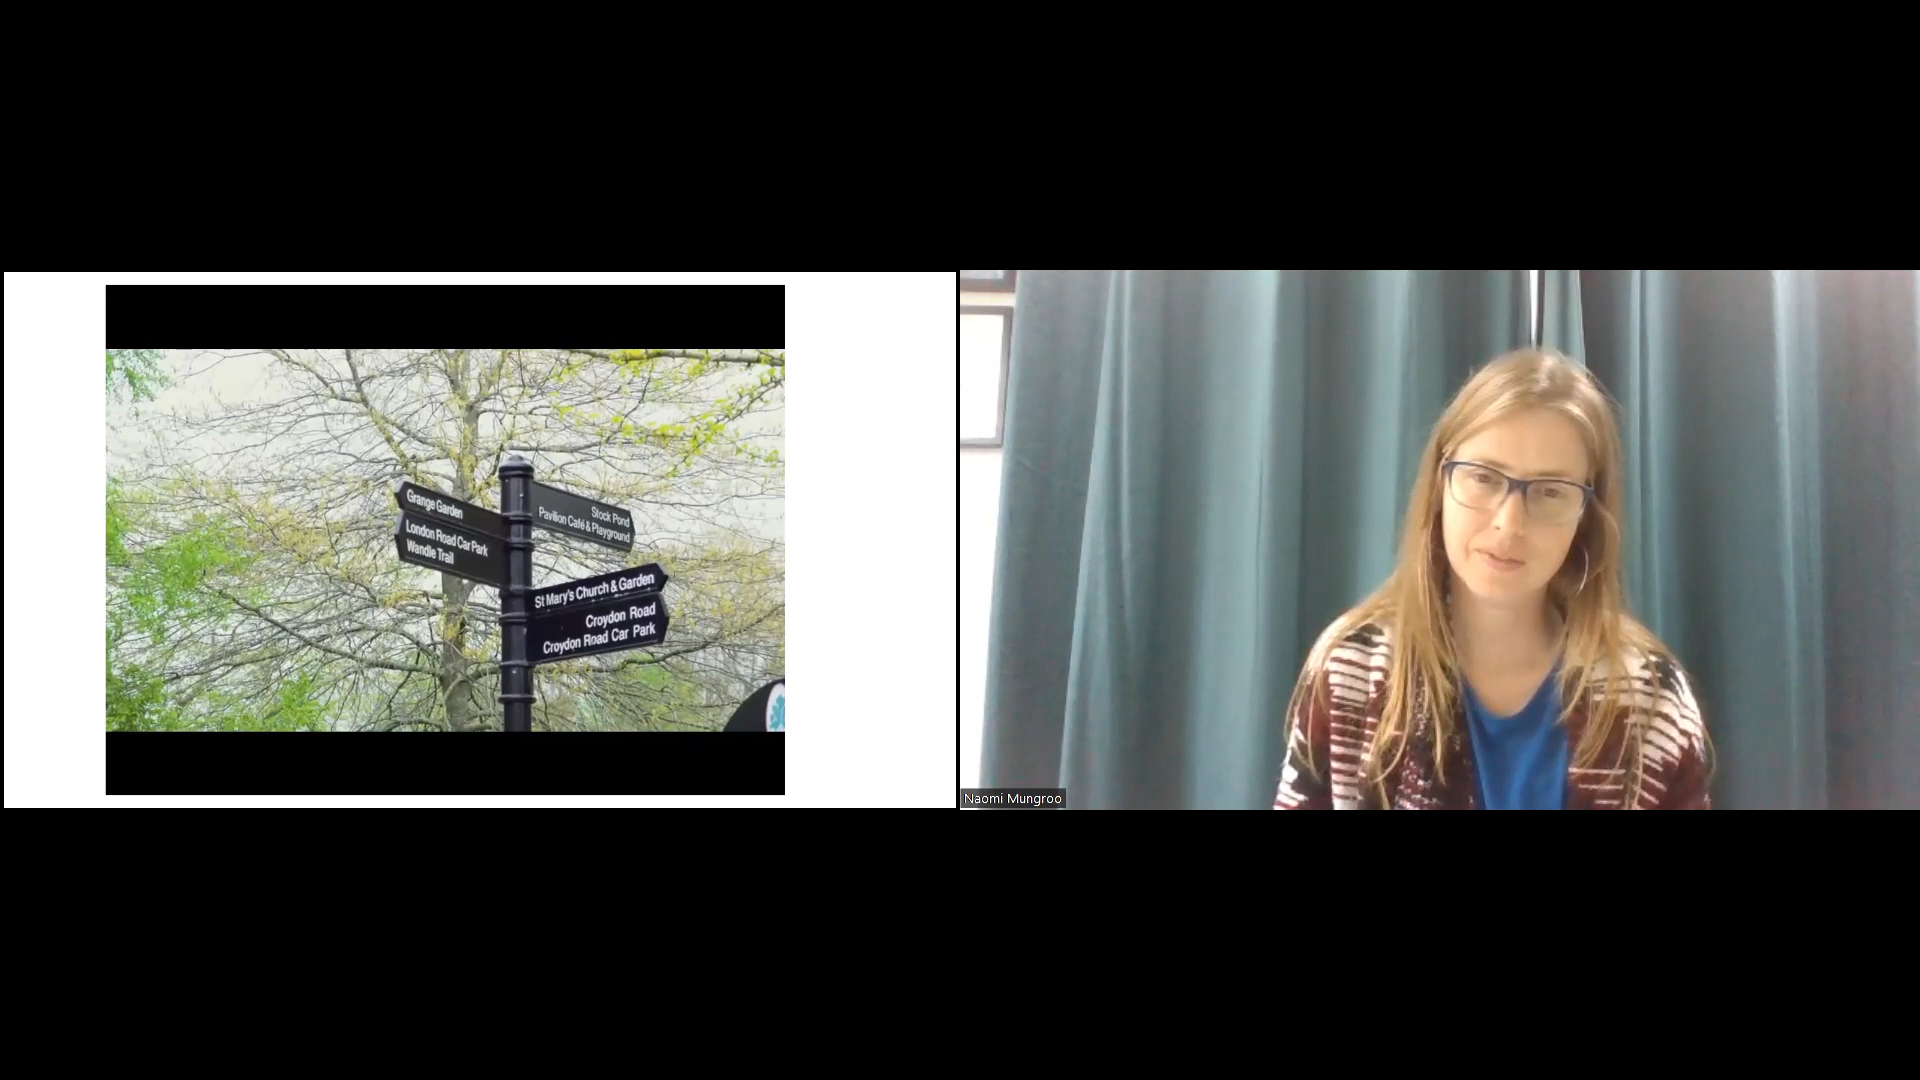 Grange Garden
London Road Car Park
Wandle Trail
Stock Pond
Pavilion Café & Playground
St Mary's Church & Garden
Croydon Road
Croydon Road Car Park
Naomi Mungroo